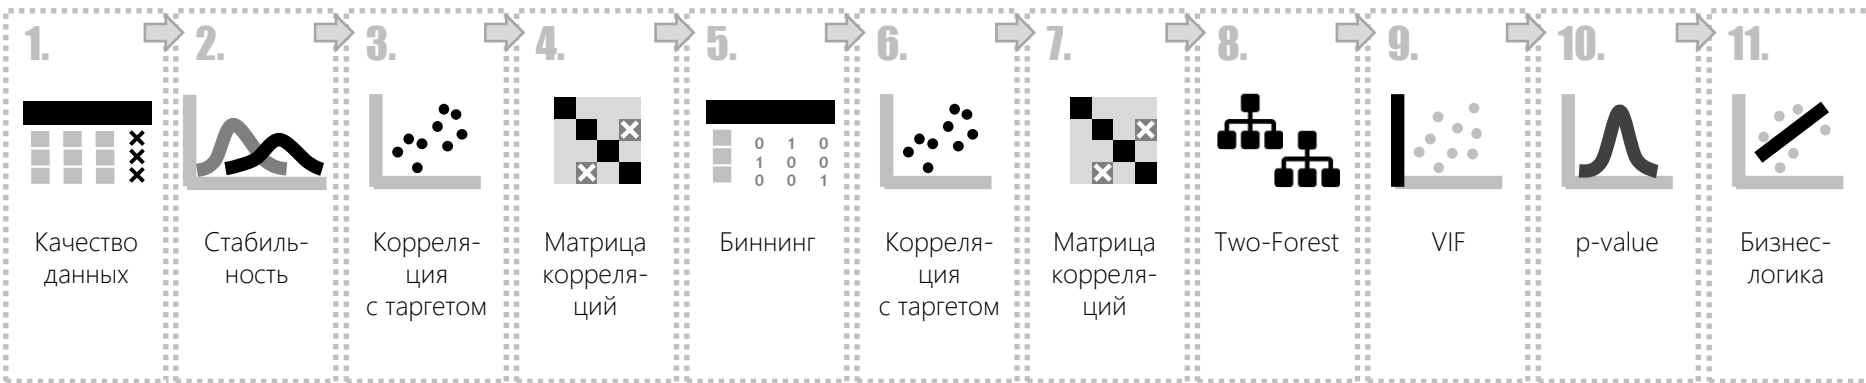 1.
Качество
данных
2.
Стабиль-
ность
3.
Корреля-
ция
с таргетом
4.
Матрица
корреля-
ций
5.
0 1 0
1 0 0
0 0 1
Биннинг
6.
Корреля-
ция
с таргетом
7.
Матрица
корреля-
ций
8.
Two-Forest
9.
VIF
10.
p-value
11.
Бизнес-
логика